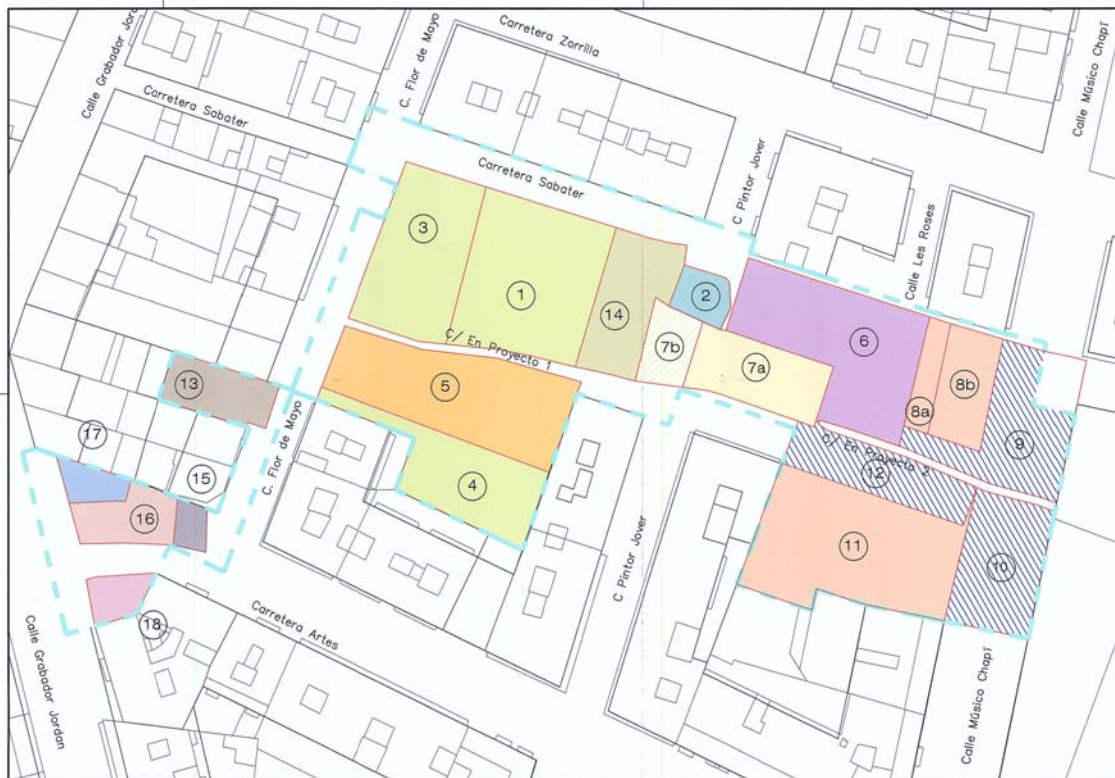 Calle Grabador Jordan
C. Flor de Mayo
Carretera Zorrilla
Calle Músico Chapí
Carretera Sabater
Carretera Sabater
C Pintor Jover
Calle Les Roses
3
1
14
2
7b
7a
6
8a
8b
9
C/ En Proyecto 1
5
13
17
15
16
C. Flor de Mayo
4
C/ En Proyecto 2
12
11
10
C Pintor Jover
18
Carretera Artes
Calle Grabador Jordan
Calle Músico Chapí